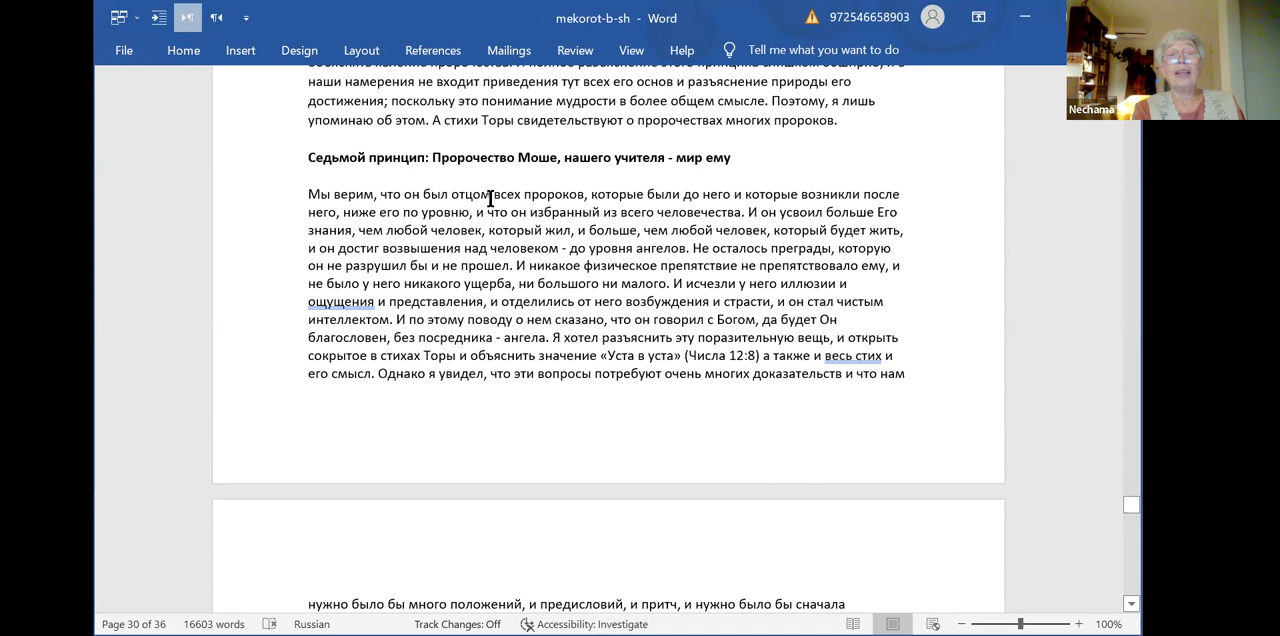 mekorot-b-sh - Word
972546658903
File Home Insert Design Layout References Mailings Review View Help Tell me what you want to do
Nechama
наши намерения не входит приведения тут всех его основ и разъяснение природы его
достижения; поскольку это понимание мудрости в более общем смысле. Поэтому, я лишь
упоминаю об этом. А стихи Торы свидетельствуют о пророчествах многих пророков.
Седьмой принцип: Пророчество Моше, нашего учителя - мир ему
Мы верим, что он был отцом всех пророков, которые были до него и которые возникли после
него, ниже его по уровню, и что он избранный из всего человечества. И он усвоил больше Его
знания, чем любой человек, который жил, и больше, чем любой человек, который будет жить,
и он достиг возвышения над человеком - до уровня ангелов. Не осталось преграды, которую
он не разрушил бы и не прошел. И никакое физическое препятствие не препятствовало ему, и
не было у него никакого ущерба, ни большого ни малого. И исчезли у него иллюзии и
ощущения и представления, и отделились от него возбуждения и страсти, и он стал чистым
интеллектом. И по этому поводу о нем сказано, что он говорил с Богом, да будет Он
благословен, без посредника - ангела. Я хотел разъяснить эту поразительную вещь, и открыть
сокрытое в стихах Торы и объяснить значение «Уста в уста» (Числа 12:8) а также и весь стих и
его смысл. Однако я увидел, что эти вопросы потребуют очень многих доказательств и что нам
нужно было бы много положений, и предисловий, и притч, и нужно было бы сначала
Page 30 of 36 16603 words Russian Track Changes: Off Accessibility: Investigate 100%